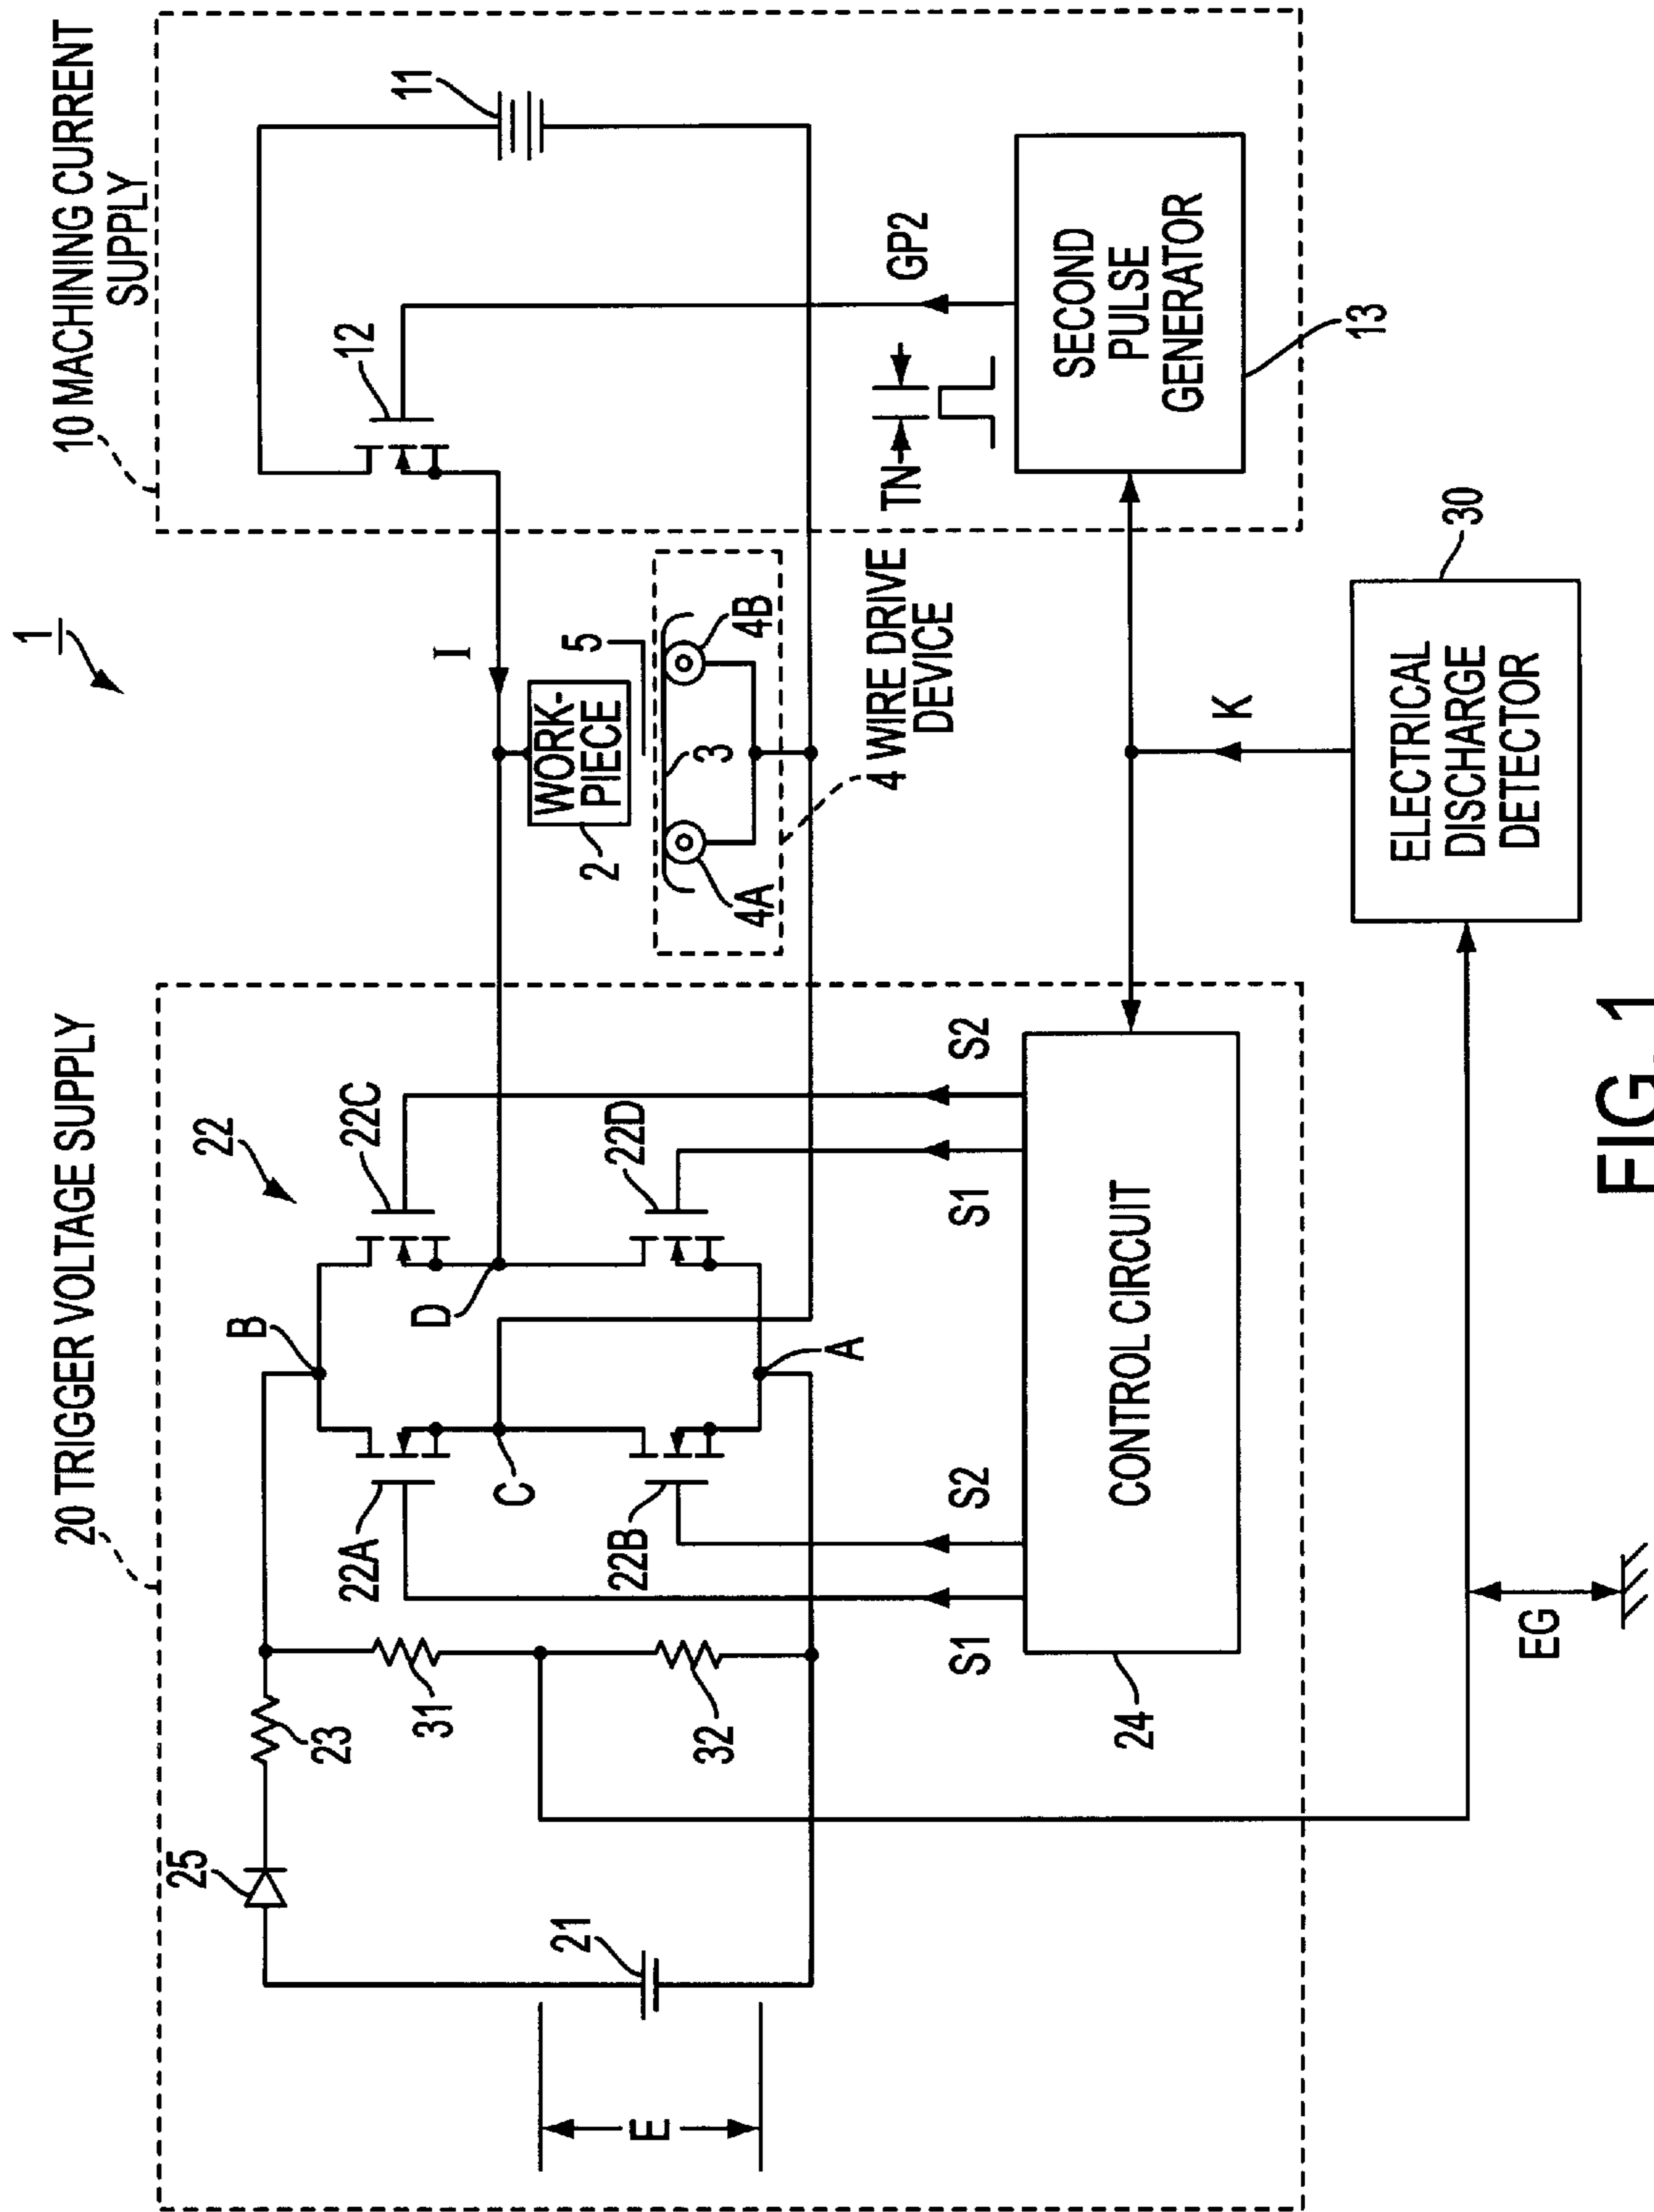 1
20 TRIGGER VOLTAGE SUPPLY
10 MACHINING CURRENT
SUPPLY
25
23
B
22
22A
22C
12
11
31
D
I
C
21
E
22B
22D
2
WORK-
PIECE
5
3
4A
4B
32
A
4 WIRE DRIVE
DEVICE
TN
GP2
S1
S2
S1
S2
24
CONTROL CIRCUIT
SECOND
PULSE
GENERATOR
13
K
30
ELECTRICAL
DISCHARGE
DETECTOR
EG
FIG. 1